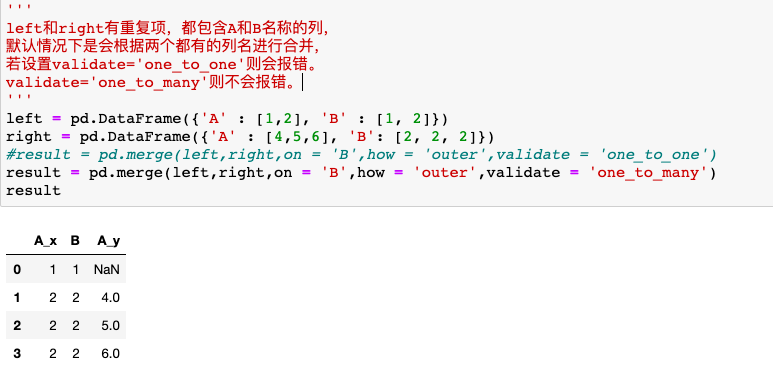 '''
left和right有重复项，都包含A和B名称的列，
默认情况下是会根据两个都有的列名进行合并，
若设置validate='one_to_one'则会报错。
validate='one_to_many'则不会报错。
'''
left = pd.DataFrame({'A' : [1,2], 'B' : [1, 2]})
right = pd.DataFrame({'A' : [4,5,6], 'B': [2, 2, 2]})
#result = pd.merge(left,right,on = 'B',how = 'outer',validate = 'one_to_one')
result = pd.merge(left,right,on = 'B',how = 'outer',validate = 'one_to_many')
result
A_x B A_y
0 1 1 NaN
1 2 2 4.0
2 2 2 5.0
3 2 2 6.0